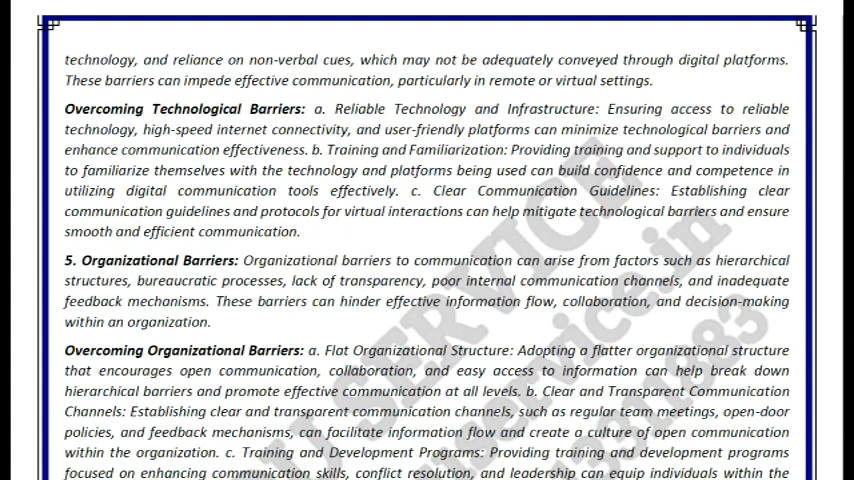 technology, and reliance on non-verbal cues, which may not be adequately conveyed through digital platforms.
These barriers can impede effective communication, particularly in remote or virtual settings.
Overcoming Technological Barriers: a. Reliable Technology and Infrastructure: Ensuring access to reliable
technology, high-speed internet connectivity, and user-friendly platforms can minimize technological barriers and
enhance communication effectiveness. b. Training and Familiarization: Providing training and support to individuals
to familiarize themselves with the technology and platforms being used can build confidence and competence in
utilizing digital communication tools effectively. c. Clear Communication Guidelines: Establishing clear
communication guidelines and protocols for virtual interactions can help mitigate technological barriers and ensure
smooth and efficient communication.
5. Organizational Barriers: Organizational barriers to communication can arise from factors such as hierarchical
structures, bureaucratic processes, lack of transparency, poor internal communication channels, and inadequate
feedback mechanisms. These barriers can hinder effective information flow, collaboration, and decision-making
within an organization.
Overcoming Organizational Barriers: a. Flat Organizational Structure: Adopting a flatter organizational structure
that encourages open communication, collaboration, and easy access to information can help break down
hierarchical barriers and promote effective communication at all levels. b. Clear and Transparent Communication
Channels: Establishing clear and transparent communication channels, such as regular team meetings, open-door
policies, and feedback mechanisms, can facilitate information flow and create a culture of open communication
within the organization. c. Training and Development Programs: Providing training and development programs
focused on enhancing communication skills, conflict resolution, and leadership can equip individuals within the
SERVICE
service.in